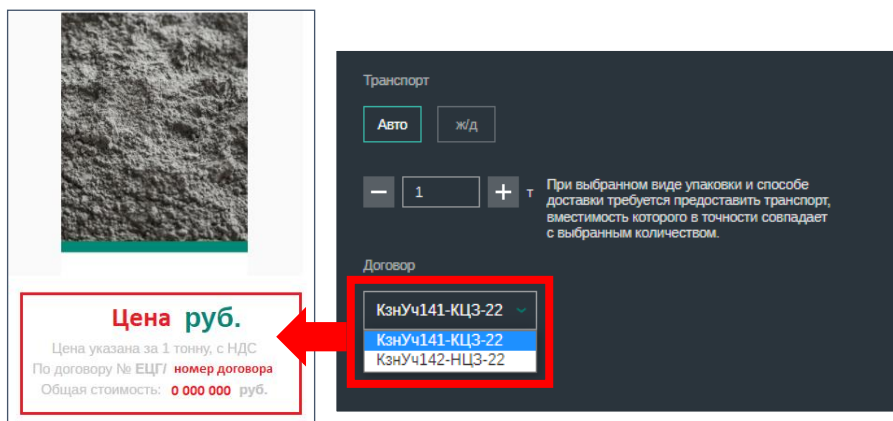 Цена руб.
Цена указана за 1 тонну, с НДС
По договору № ЕЦГ/ номер договора
Общая стоимость: 0 000 000 руб.
Транспорт
Авто ж/д
1 т
При выбранном виде упаковки и способе
доставки требуется предоставить транспорт,
вместимость которого в точности совпадает
с выбранным количеством.
Договор
КзнУч141-КЦЗ-22
КзнУч141-КЦЗ-22
КзнУч142-НЦЗ-22